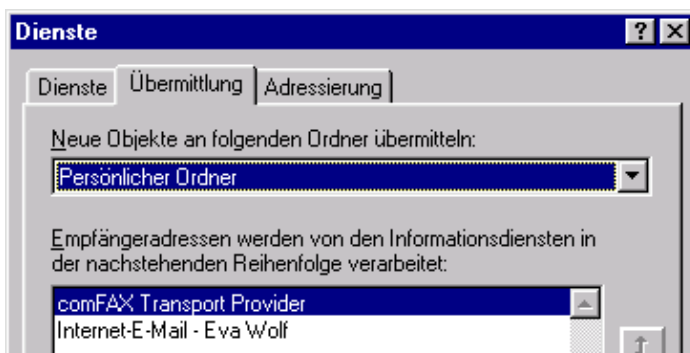 Dienste
Dienste Übermittlung Adressierung
Neue Objekte an folgenden Ordner übermitteln:
Persönlicher Ordner
Empfängeradressen werden von den Informationsdiensten in
der nachstehenden Reihenfolge verarbeitet:
comFAX Transport Provider
Internet-E-Mail - Eva Wolf